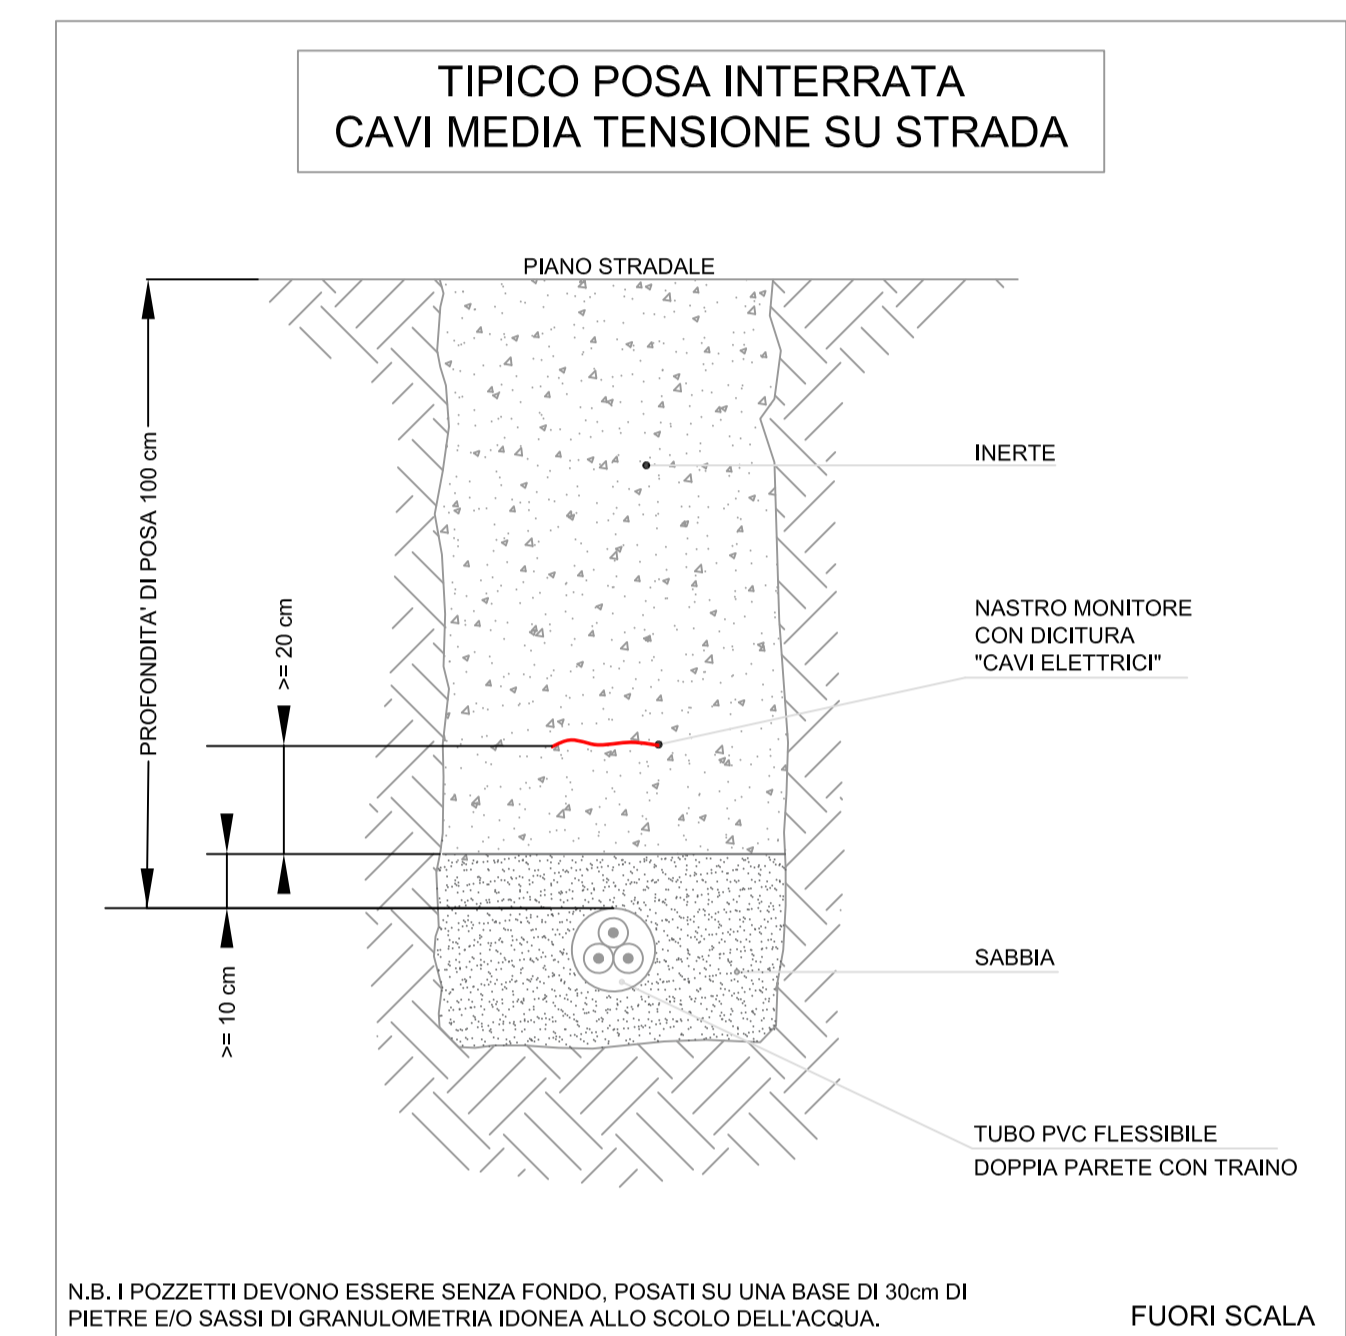 TIPICO POSA INTERRATA
CAVI MEDIA TENSIONE SU STRADA
PIANO STRADALE
PROFONDITA' DI POSA 100 cm
INERTE
>= 20 cm
NASTRO MONITORE
CON DICITURA
"CAVI ELETTRICI"
>= 10 cm
SABBIA
TUBO PVC FLESSIBILE
DOPPIA PARETE CON TRAINO
N.B. I POZZETTI DEVONO ESSERE SENZA FONDO, POSATI SU UNA BASE DI 30cm DI
PIETRE E/O SASSI DI GRANULOMETRIA IDONEA ALLO SCOLO DELL'ACQUA.
FUORI SCALA